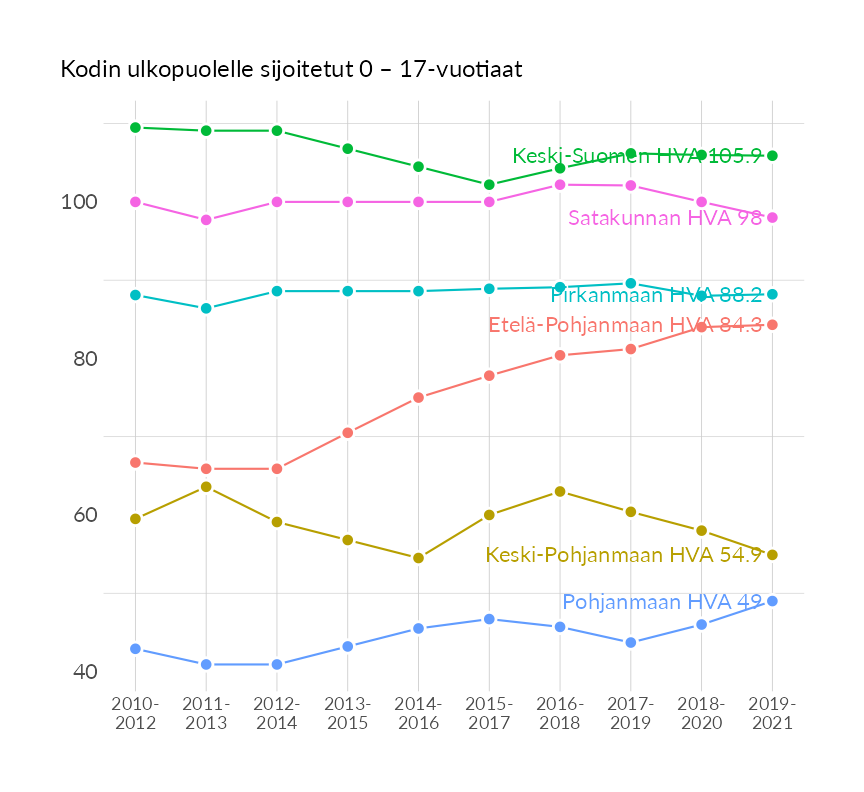 Kodin ulkopuolelle sijoitetut 0 – 17-vuotiaat
Keski-Suomen HVA 105.9
100
Satakunnan HVA 98
Pirkanmaan HVA 88.2
Etelä-Pohjanmaan HVA 84.3
80
60
Keski-Pohjanmaan HVA 54.9
Pohjanmaan HVA 49
40
2010- 2011- 2012- 2013- 2014- 2015- 2016- 2017- 2018- 2019-
2012 2013 2014 2015 2016 2017 2018 2019 2020 2021